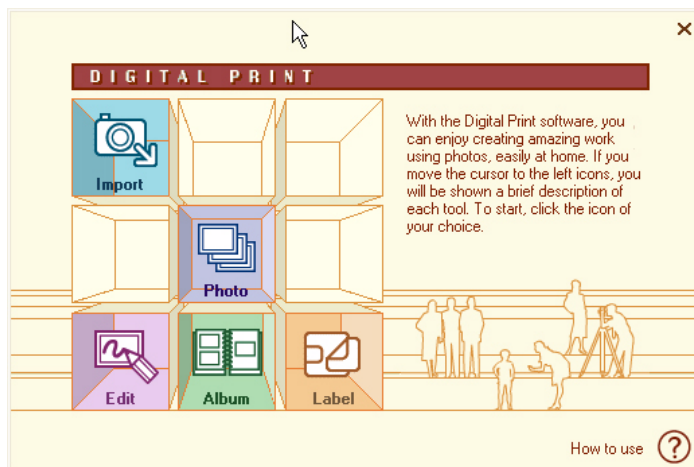 DIGITAL PRINT
Import
With the Digital Print software, you
can enjoy creating amazing work
using photos, easily at home. If you
move the cursor to the left icons, you
will be shown a brief description of
each tool. To start, click the icon of
your choice.
Photo
Edit
Album
Label
How to use ?